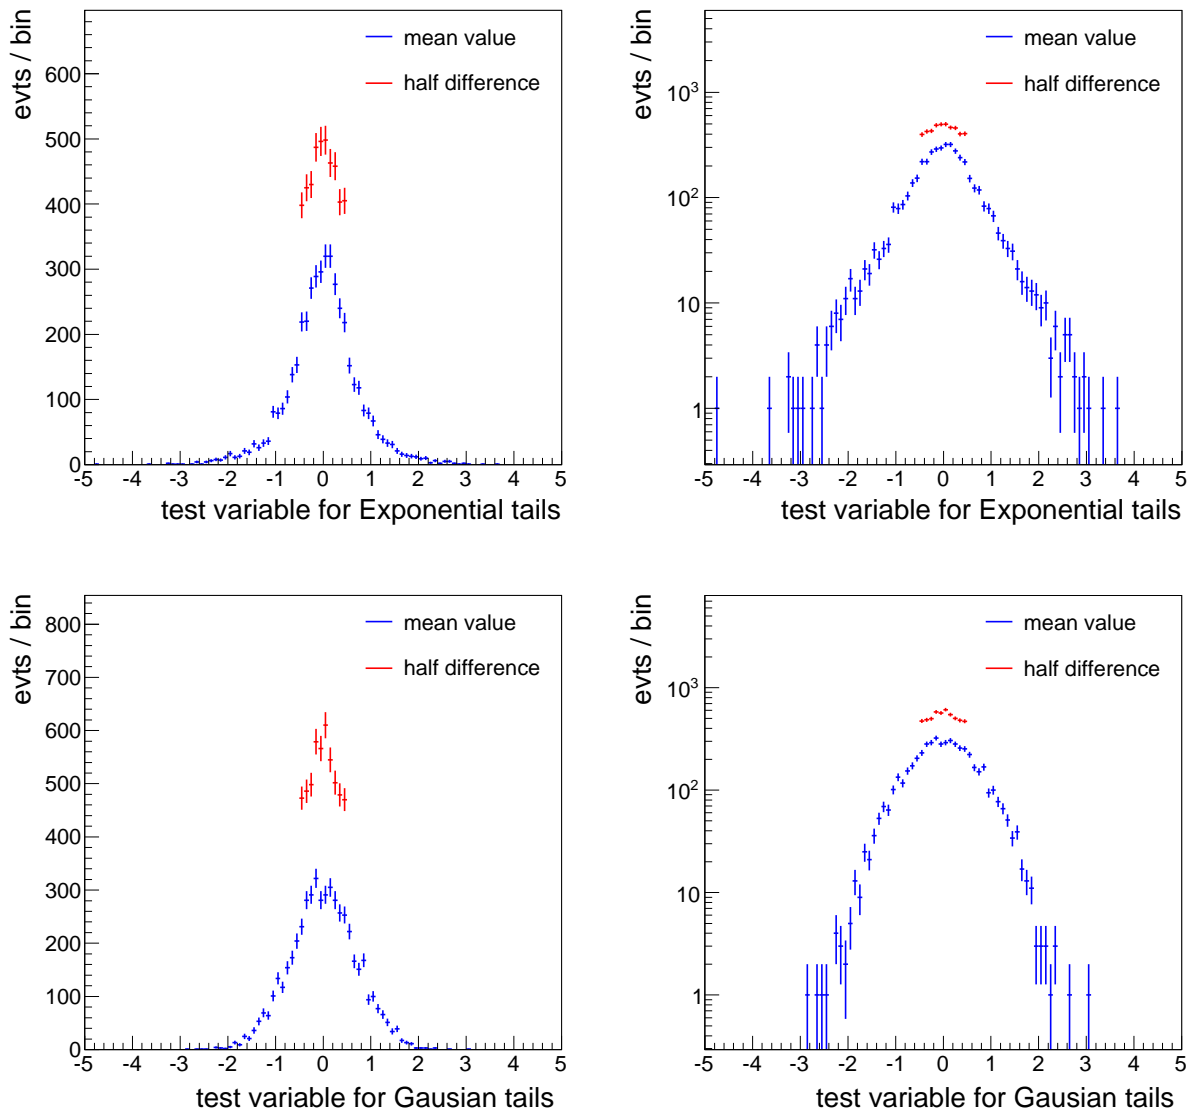 evts / bin
mean value
half difference
600
500
400
300
200
100
0
-5 -4 -3 -2 -1 0 1 2 3 4 5
test variable for Exponential tails
evts / bin
mean value
half difference
10³
10²
10
1
-5 -4 -3 -2 -1 0 1 2 3 4 5
test variable for Exponential tails
evts / bin
mean value
half difference
800
700
600
500
400
300
200
100
0
-5 -4 -3 -2 -1 0 1 2 3 4 5
test variable for Gausian tails
evts / bin
mean value
half difference
10³
10²
10
1
-5 -4 -3 -2 -1 0 1 2 3 4 5
test variable for Gausian tails